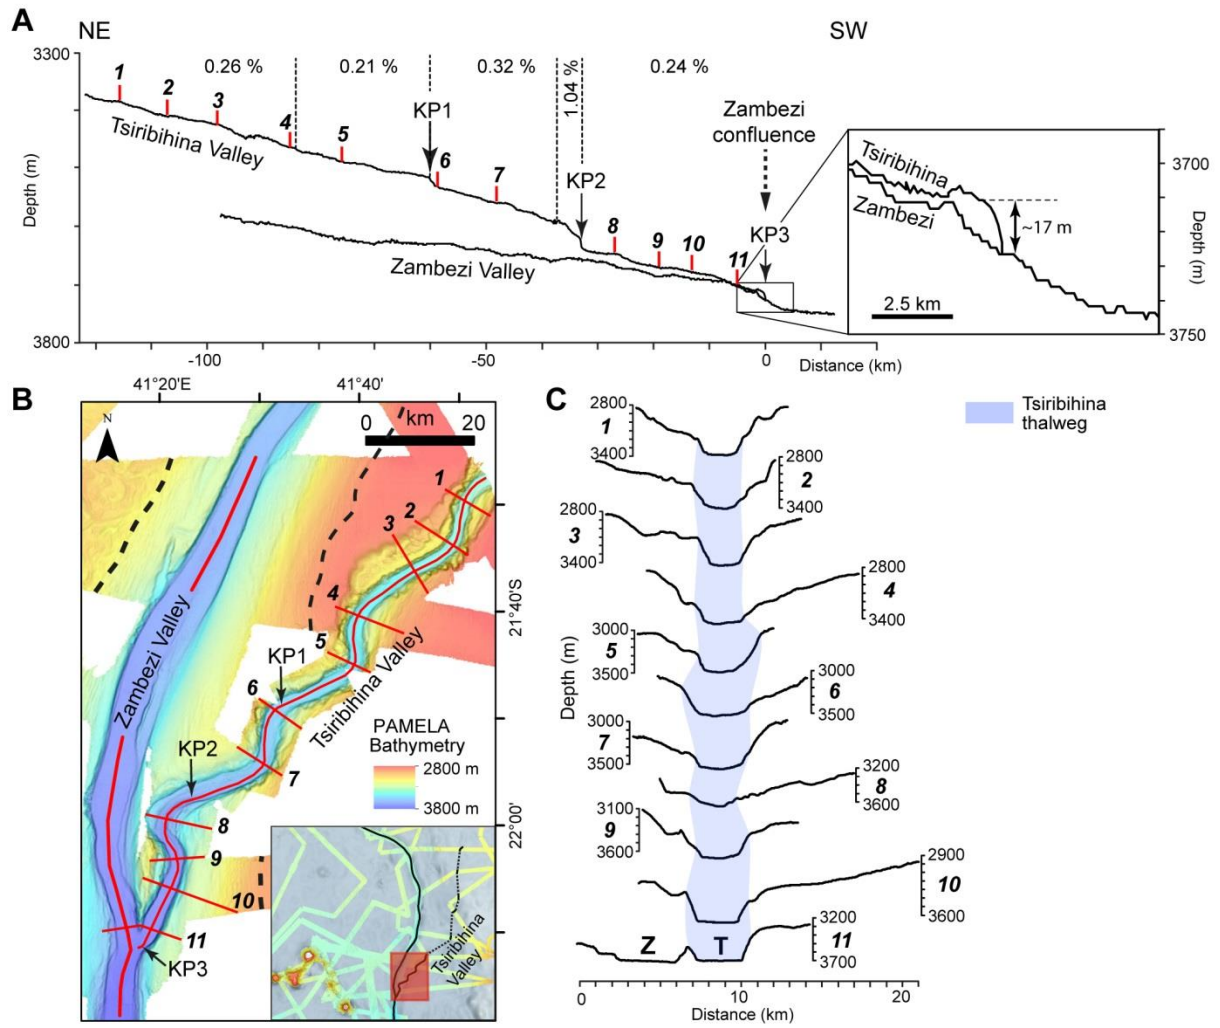 A
NE
SW
3300
0.26 %
0.21 %
0.32 %
1.04 %
0.24 %
1
2
3
4
5
KP1
6
7
KP2
8
9
10
11
Zambezi
confluence
KP3
Tsiribihina Valley
Zambezi Valley
Depth (m)
3800
-100
-50
0
Distance (km)
Tsiribihina
Zambezi
~17 m
2.5 km
3700
Depth (m)
3750
B
41°20'E
41°40'
N
0 km 20
1
2
3
4
5
KP1
6
7
KP2
8
9
10
11
KP3
Zambezi Valley
Tsiribihina Valley
PAMELA
Bathymetry
2800 m
3800 m
21°40'S
22°00'
Tsiribihina
Valley
C
Tsiribihina
thalweg
2800
1
3400
2800
2
3400
2800
3
3400
2800
4
3400
3000
5
3500
3000
6
3500
3000
7
3500
3200
8
3600
3100
9
3600
2900
10
3600
3200
11
3700
Z
T
Depth (m)
0
10
20
Distance (km)